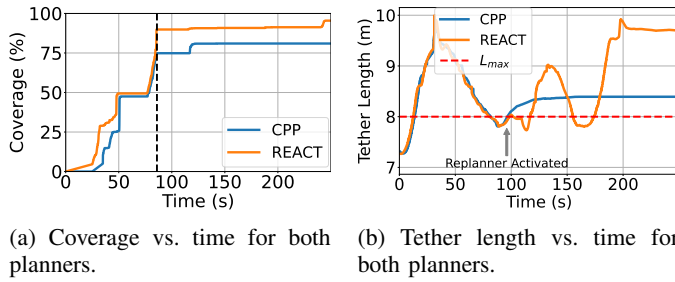 100
75
50
25
0
Coverage (%)
0
50
100
150
200
Time (s)
CPP
REACT
10
9
8
7
Tether Length (m)
0
50
100
150
200
Time (s)
CPP
REACT
L_max
Replanner Activated
(a) Coverage vs. time for both
planners.
(b) Tether length vs. time for
both planners.